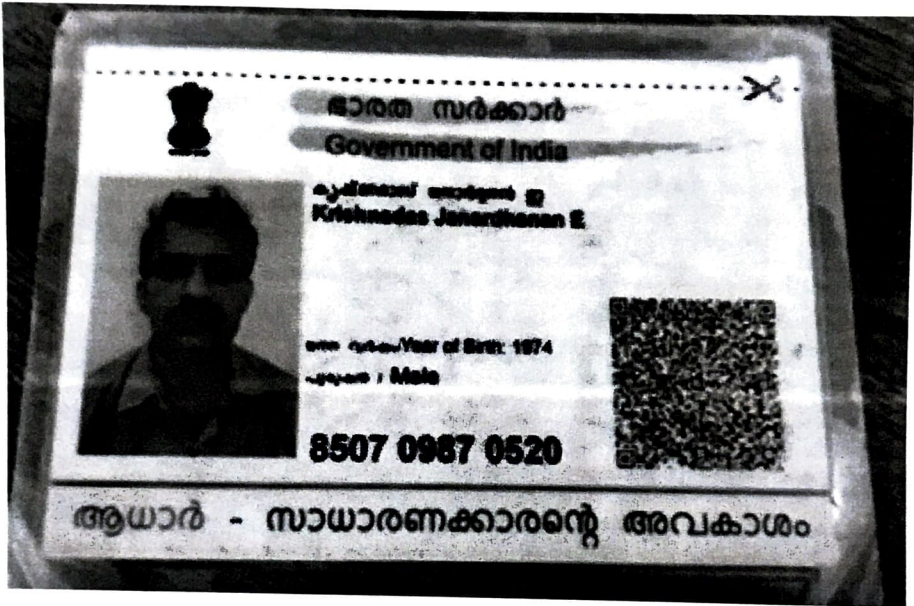 ഭാരത സർക്കാർ
Government of India
Krishnadas Janardhanan E
Year of Birth: 1974
Male
8507 0987 0520
ആധാർ - സാധാരണക്കാരന്റെ അവകാശം